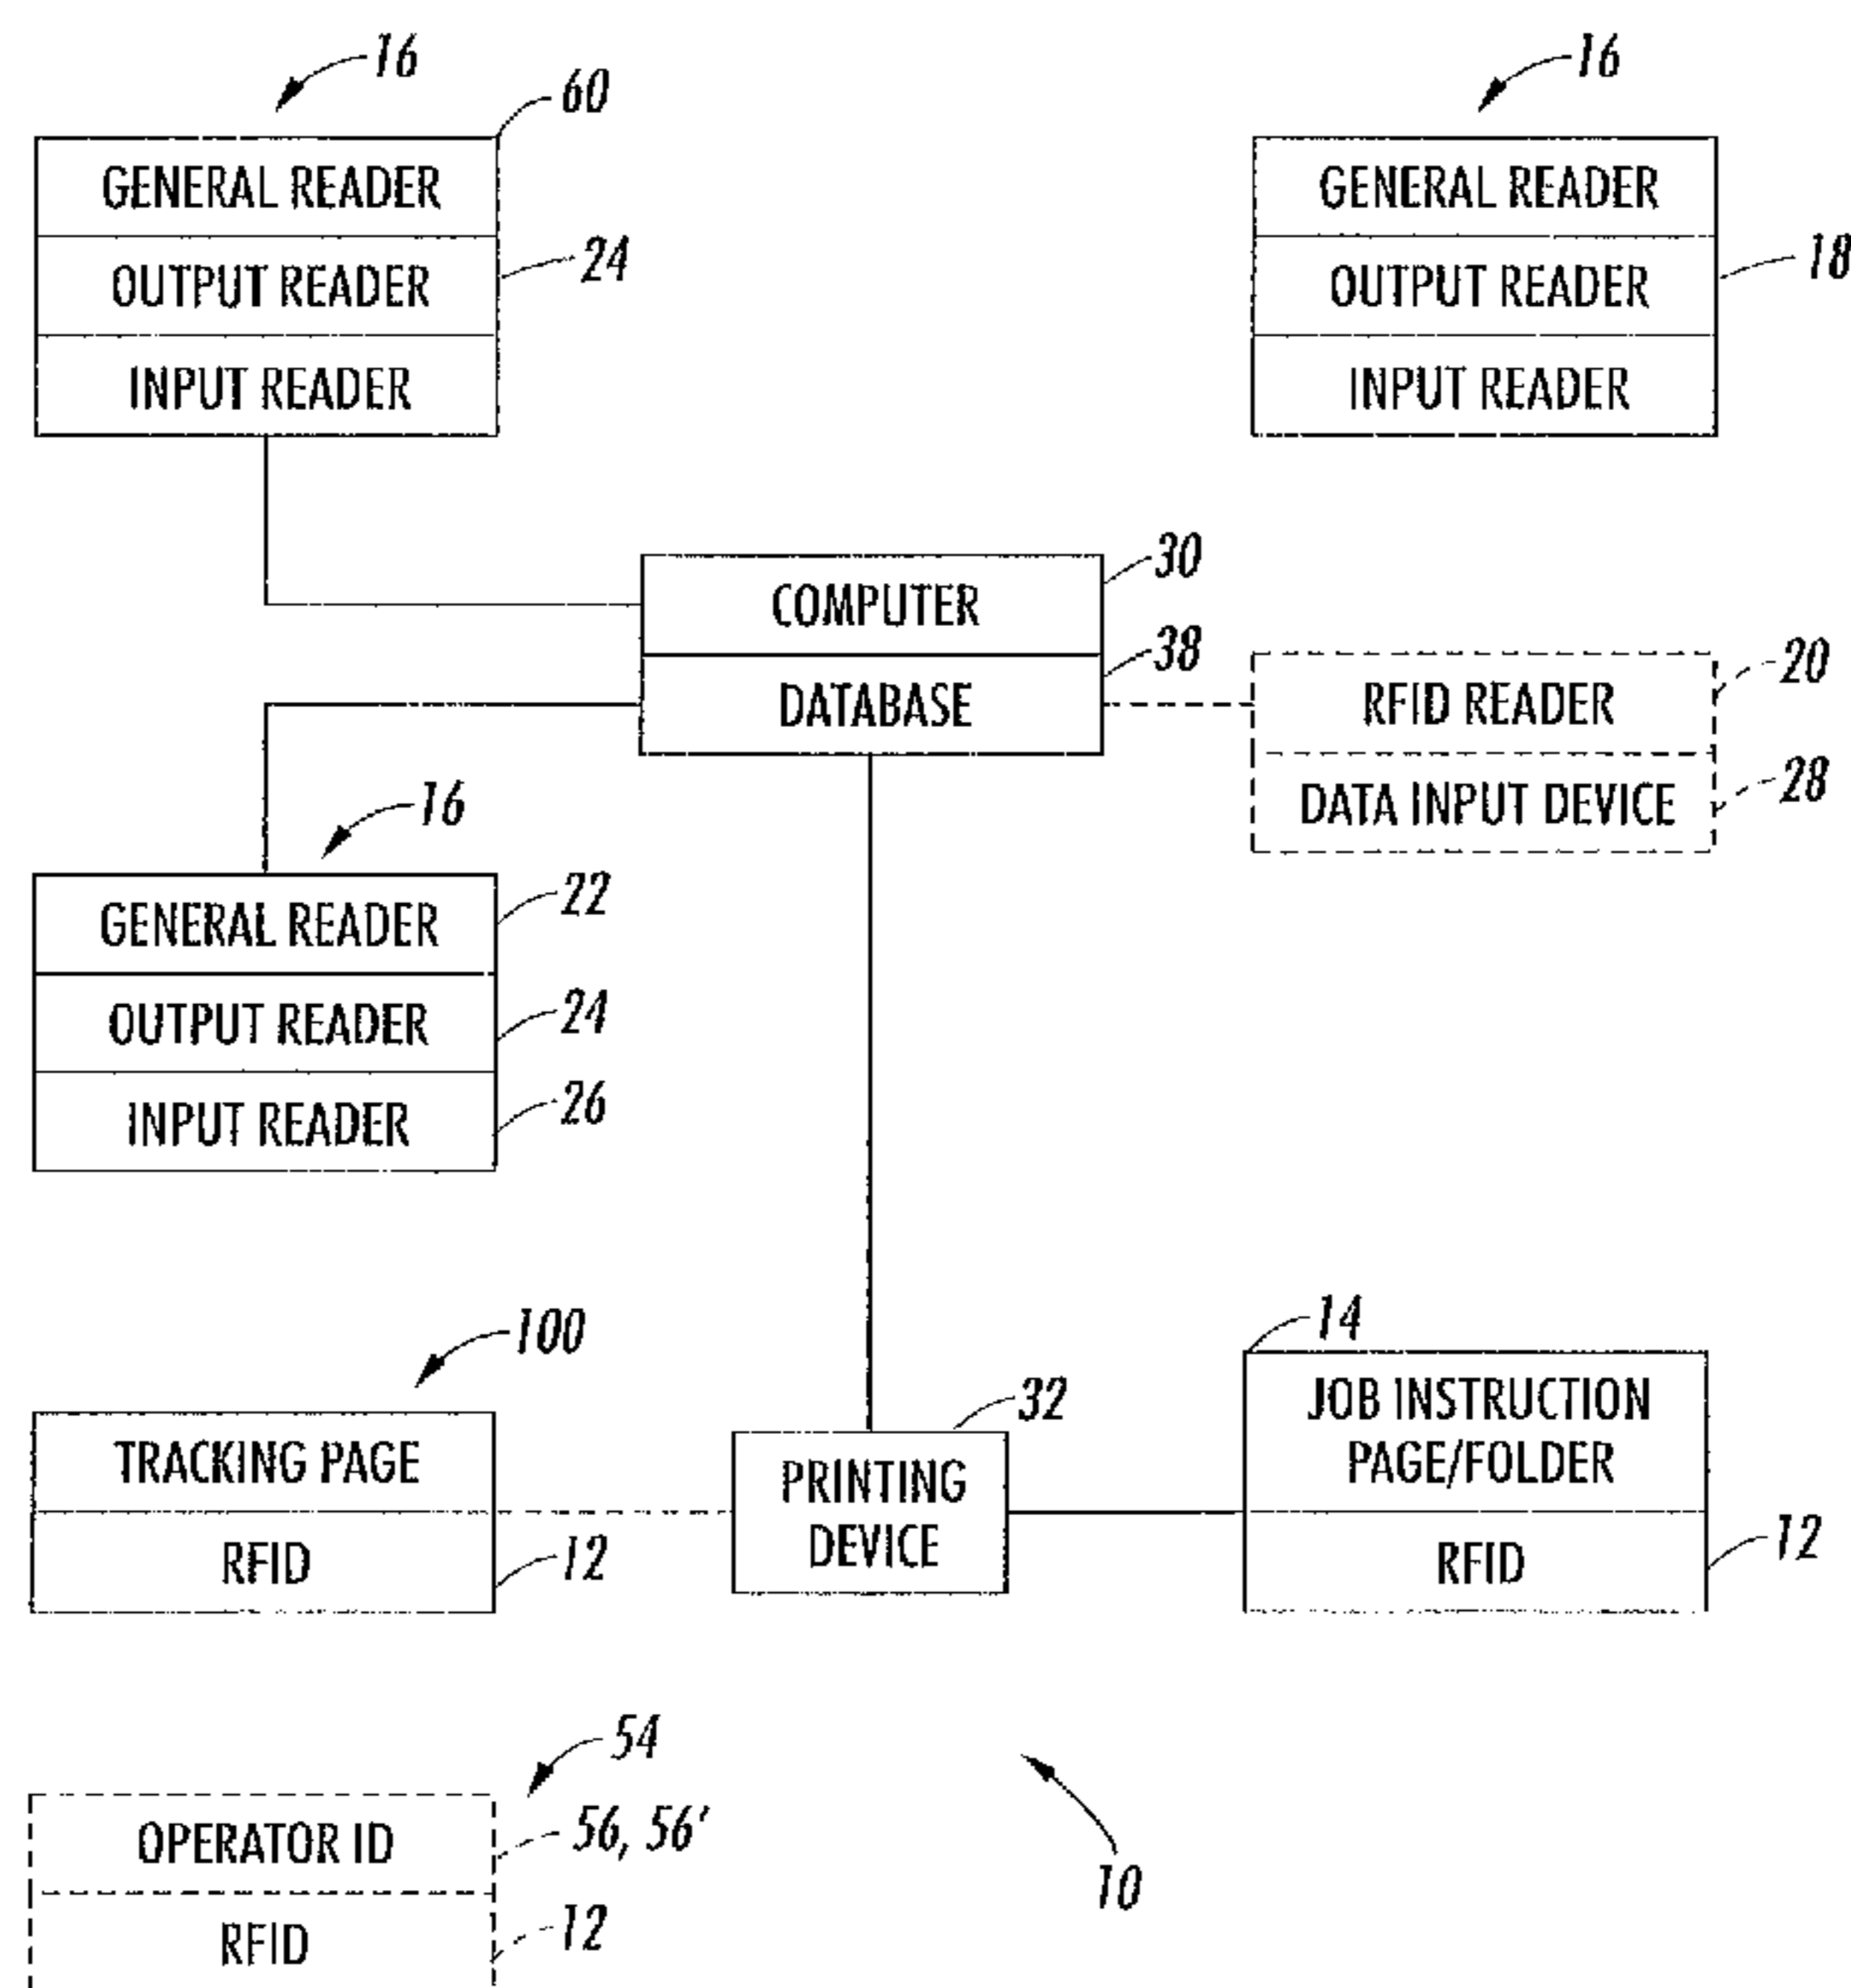 16
60
GENERAL READER
OUTPUT READER
24
INPUT READER
16
GENERAL READER
OUTPUT READER
18
INPUT READER
COMPUTER
30
DATABASE
38
RFID READER
20
DATA INPUT DEVICE
28
16
GENERAL READER
22
OUTPUT READER
24
INPUT READER
26
100
TRACKING PAGE
RFID
12
32
PRINTING
DEVICE
14
JOB INSTRUCTION
PAGE/FOLDER
RFID
12
54
OPERATOR ID
56, 56'
RFID
12
10